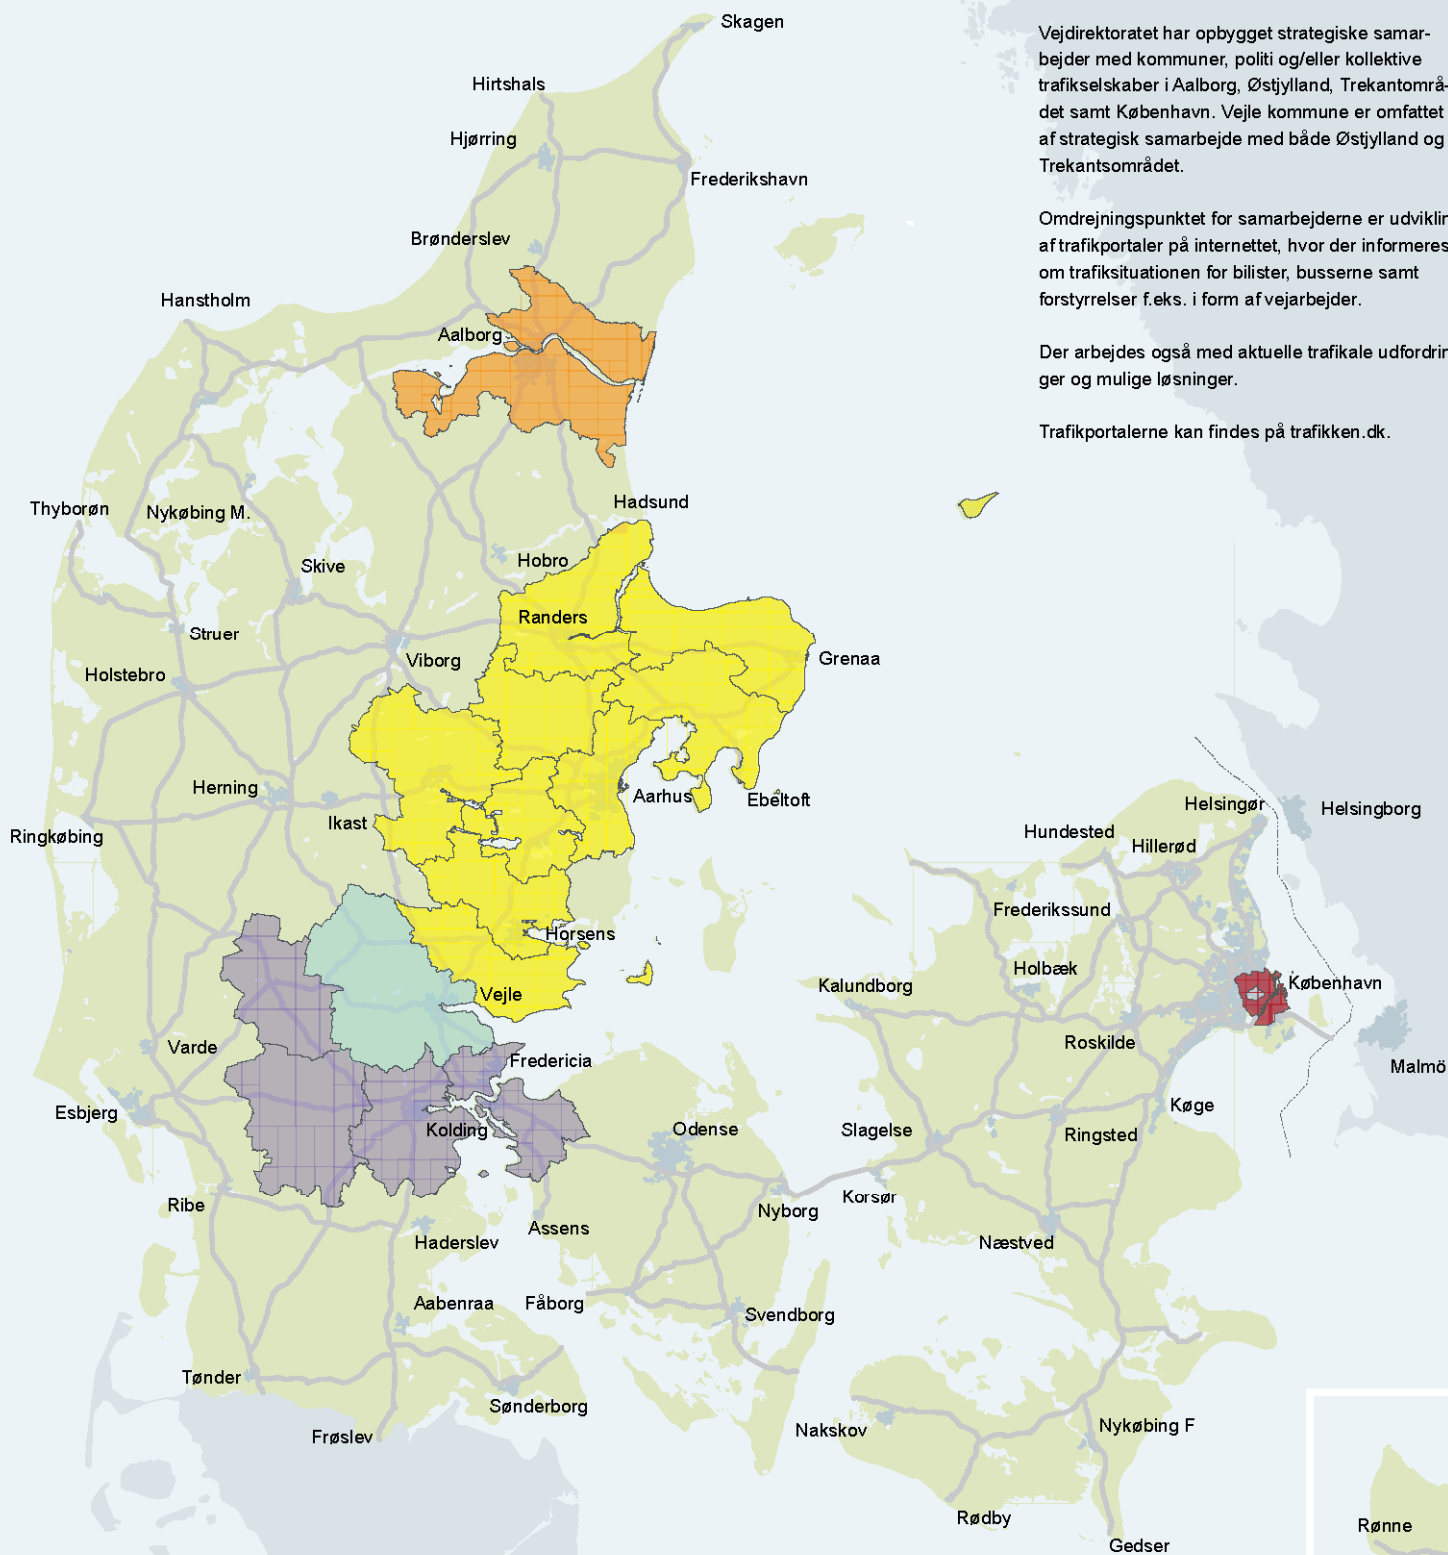 Skagen
Hirtshals
Hjørring
Frederikshavn
Brønderslev
Hanstholm
Aalborg
Vejdirektoratet har opbygget strategiske samar-
bejder med kommuner, politi og/eller kollektive
trafikselskaber i Aalborg, Østjylland, Trekantområ-
det samt København. Vejle kommune er omfattet
af strategisk samarbejde med både Østjylland og
Trekantsområdet.
Omdrejningspunktet for samarbejderne er udviklin
af trafikportaler på internettet, hvor der informeres
om trafiksituationen for bilister, busserne samt
forstyrrelser f.eks. i form af vejarbejder.
Der arbejdes også med aktuelle trafikale udfordrin
ger og mulige løsninger.
Trafikportalerne kan findes på trafikken.dk.
Hadsund
Thyborøn
Nykøbing M.
Hobro
Skive
Randers
Struer
Viborg
Grenaa
Holstebro
Herning
Aarhus
Ebeltoft
Ikast
Ringkøbing
Helsingør
Helsingborg
Hundested
Hillerød
Frederikssund
Horsens
Holbæk
Kalundborg
København
Vejle
Roskilde
Varde
Fredericia
Malmö
Esbjerg
Kolding
Odense
Slagelse
Køge
Ringsted
Ribe
Korsør
Nyborg
Assens
Haderslev
Næstved
Aabenraa
Fåborg
Svendborg
Tønder
Sønderborg
Frøslev
Nakskov
Nykøbing F
Rødby
Gedser
Rønne